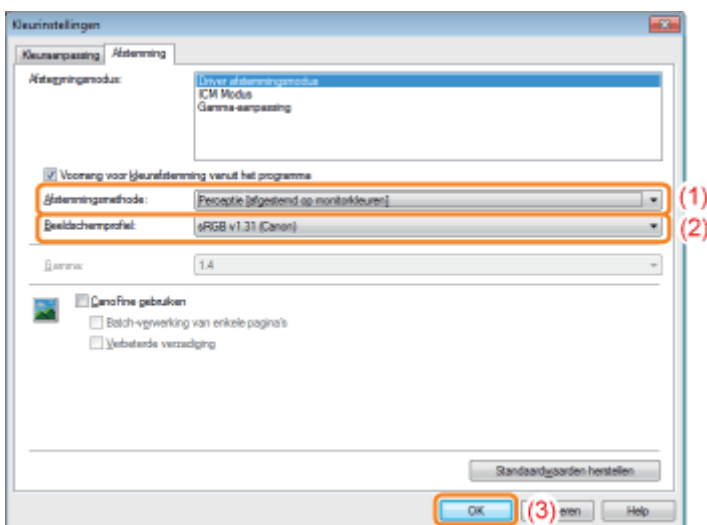 Kleurinstellingen
Kleuraanpassing Afstemming
Afstemmingsmodus: Driver afstemmingsmodus
ICM Modus
Gamma-aanpassing
Voorrang voor kleurafstemming vanuit het programma
Afstemmingsmethode: Perceptie [afgestemd op monitorkleuren] (1)
Beeldschermprofiel: sRGB v1.31 (Canon) (2)
Gamma: 1.4
CanoFine gebruiken
Batch-verwerking van enkele pagina's
Verbeterde verzadiging
Standaardwaarden herstellen
OK (3) eren Help